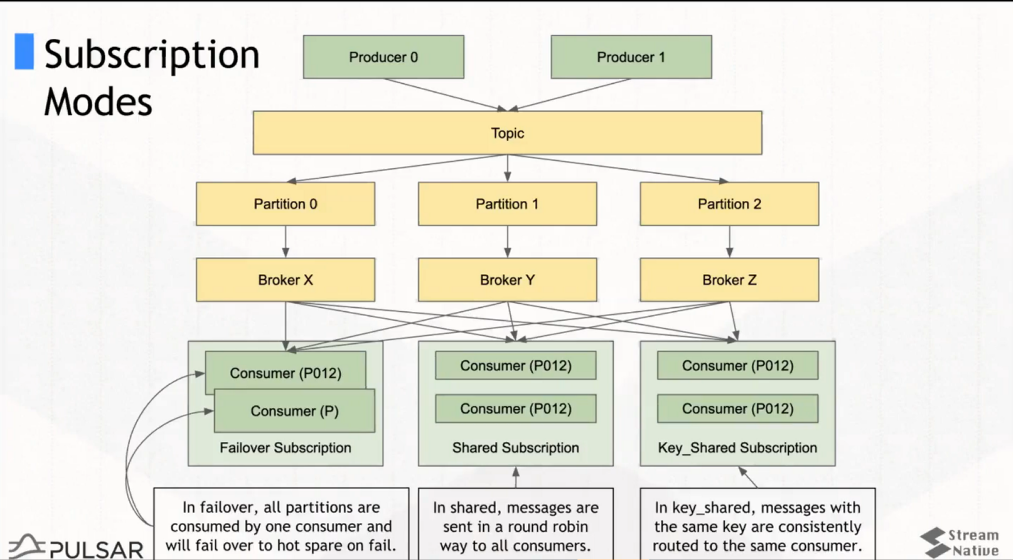 Subscription
Modes
Producer 0
Producer 1
Topic
Partition 0
Partition 1
Partition 2
Broker X
Broker Y
Broker Z
Consumer (P012)
Consumer (P)
Failover Subscription
Consumer (P012)
Consumer (P012)
Shared Subscription
Consumer (P012)
Consumer (P012)
Key_Shared Subscription
In failover, all partitions are
consumed by one consumer and
will fail over to hot spare on fail.
In shared, messages are
sent in a round robin
way to all consumers.
In key_shared, messages with
the same key are consistently
routed to the same consumer.
PULSAR
Stream
Native